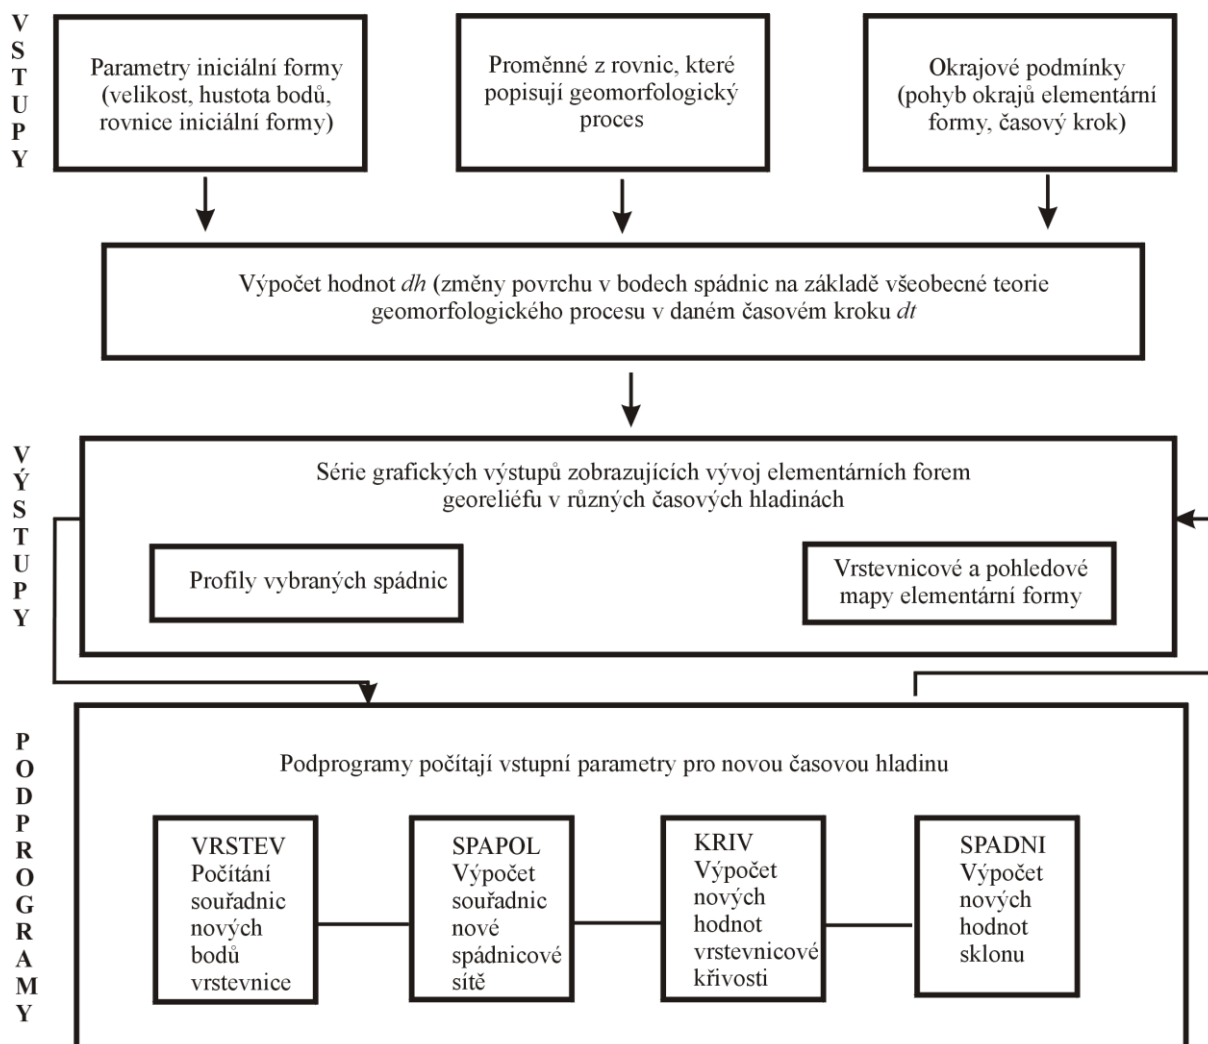 V
S
T
U
P
Y
Parametry iniciální formy
(velikost, hustota bodů,
rovnice iniciální formy)
Proměnné z rovnic, které
popisují geomorfologický
proces
Okrajové podmínky
(pohyb okrajů elementární
formy, časový krok)
Výpočet hodnot dh (změny povrchu v bodech spádnic na základě všeobecné teorie
geomorfologického procesu v daném časovém kroku dt
V
Ý
S
T
U
P
Y
Série grafických výstupů zobrazujících vývoj elementárních forem
georeliéfu v různých časových hladinách
Profily vybraných spádnic
Vrstevnicové a pohledové
mapy elementární formy
P
O
D
P
R
O
G
R
A
M
Y
Podprogramy počítají vstupní parametry pro novou časovou hladinu
VRSTEV
Počítání
souřadnic
nových
bodů
vrstevnice
SPAPOL
Výpočet
souřadnic
nové
spádnicové
sítě
KRIV
Výpočet
nových
hodnot
vrstevnicové
křivosti
SPADNI
Výpočet
nových
hodnot
sklonu